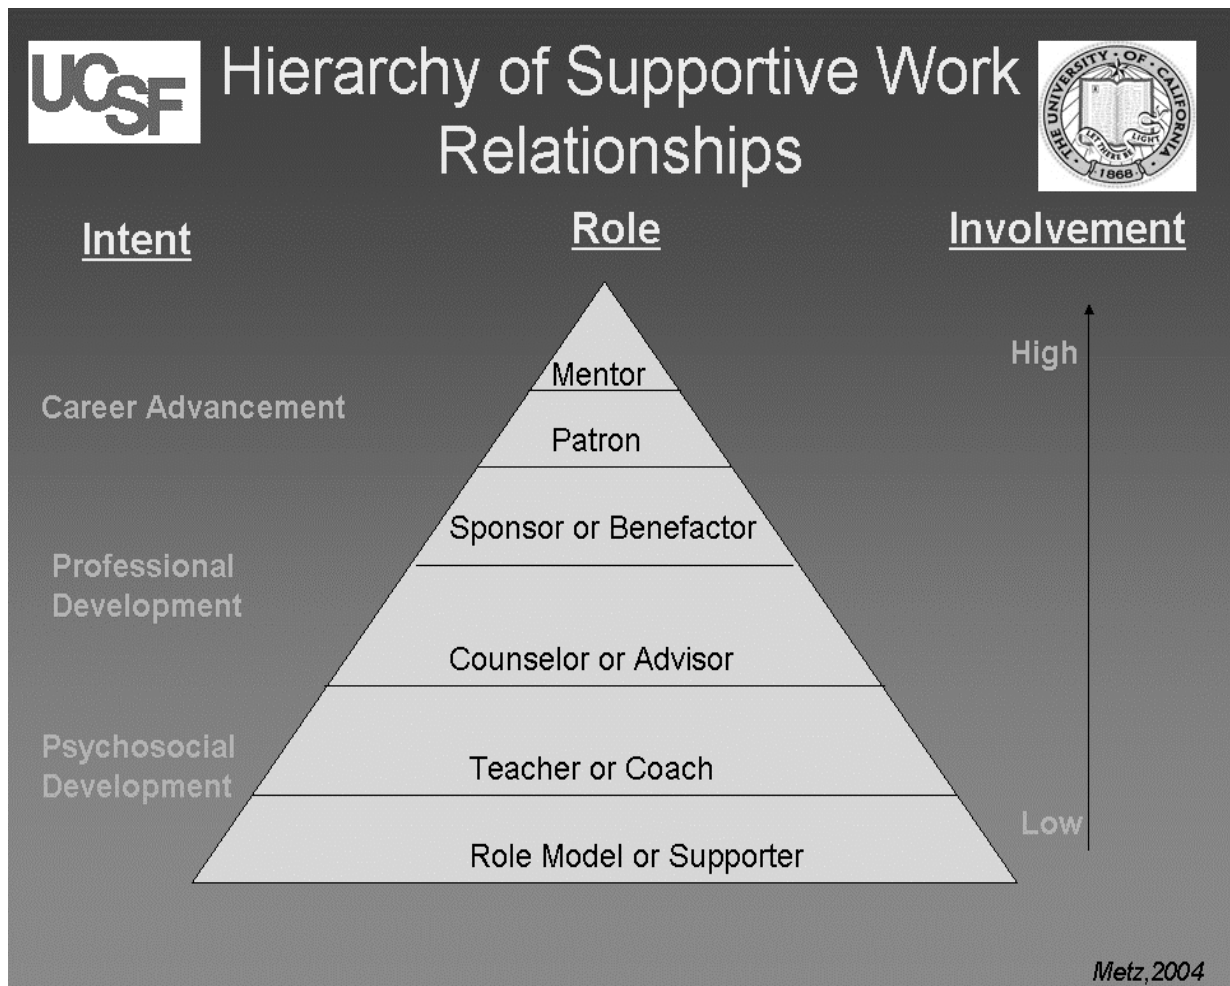 UCSF
Hierarchy of Supportive Work
Relationships
THE UNIVERSITY OF CALIFORNIA
LET THERE BE LIGHT
1868
Intent
Role
Involvement
High
Mentor
Career Advancement
Patron
Sponsor or Benefactor
Professional
Development
Counselor or Advisor
Psychosocial
Development
Teacher or Coach
Low
Role Model or Supporter
Metz,2004